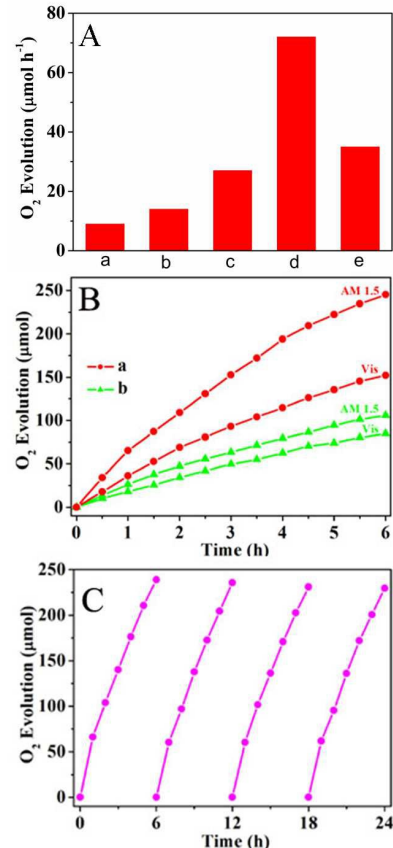 A
O₂ Evolution (μmol h⁻¹)
80
60
40
20
0
a b c d e
B
O₂ Evolution (μmol)
250
200
150
100
50
0
a
b
AM 1.5
Vis
AM 1.5
Vis
0 1 2 3 4 5 6
Time (h)
C
O₂ Evolution (μmol)
250
200
150
100
50
0
0 6 12 18 24
Time (h)